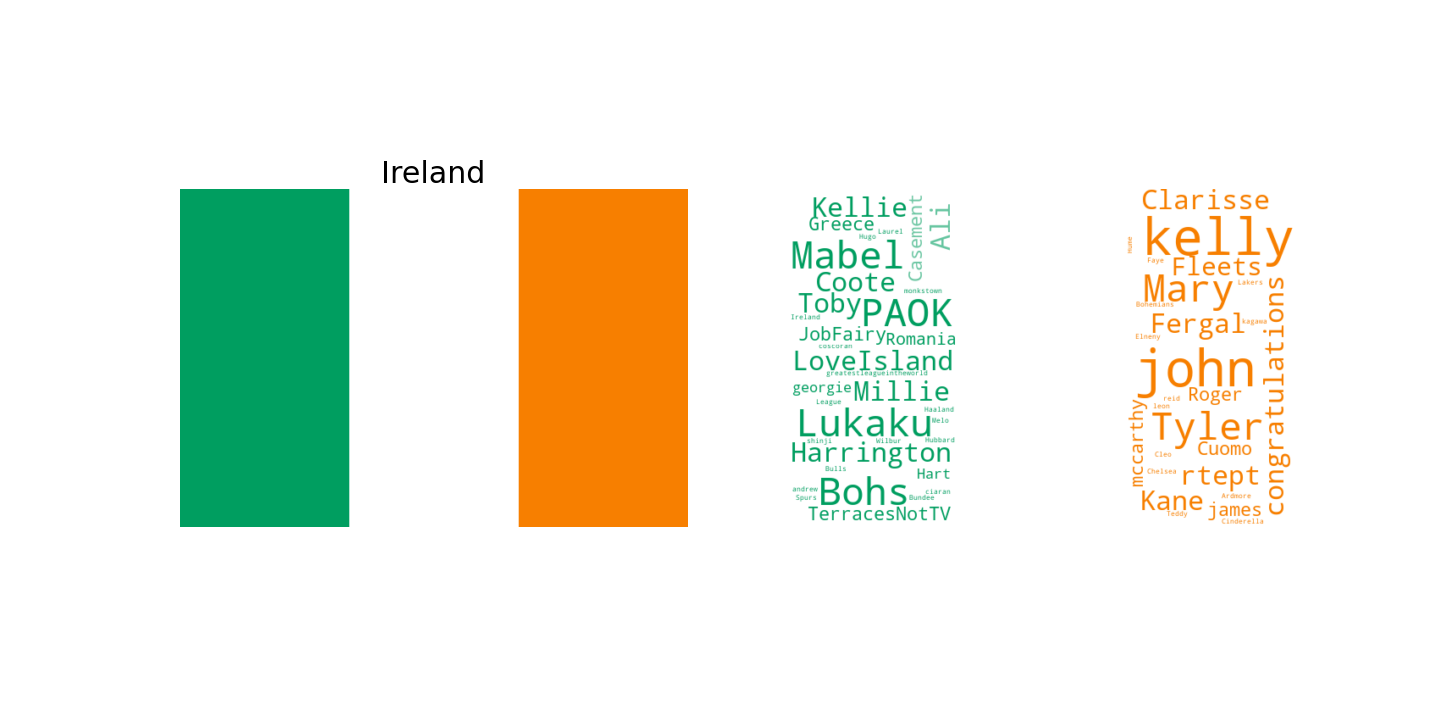 Ireland
Kellie
Greece
Hugo
Laurel
Casement
Ali
Mabel
Coote
monkstown
Toby
PAOK
Ireland
JobFairy
Romania
coscoran
LoveIsland
greatestleagueintheworld
georgie
Millie
League
Haaland
Lukaku
Melo
shinji
Wilbur
Hubbard
Harrington
Bulls
Hart
andrew
Spurs
Bohs
ciaran
Bundee
TerracesNotTV
Clarisse
kelly
nume
Faye
Fleets
Mary
Lakers
Bohemians
congratulations
Fergal
kagawa
Elneny
john
reid
Roger
leon
mccarthy
Tyler
Cuomo
Cleo
Chelsea
rtept
Kane
Ardmore
james
Teddy
Cinderella